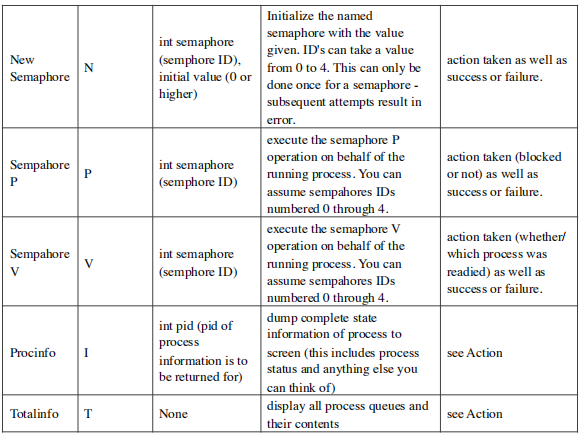 New
Semaphore
N
int semaphore
(semphore ID),
initial value (0 or
higher)
Initialize the named
semaphore with the value
given. ID's can take a value
from 0 to 4. This can only be
done once for a semaphore -
subsequent attempts result in
error.
action taken as well as
success or failure.
Sempahore
P
P
int semaphore
(semphore ID)
execute the semaphore P
operation on behalf of the
running process. You can
assume sempahores IDs
numbered 0 through 4.
action taken (blocked
or not) as well as
success or failure.
Sempahore
V
V
int semaphore
(semphore ID)
execute the semaphore V
operation on behalf of the
running process. You can
assume sempahores IDs
numbered 0 through 4.
action taken (whether/
which process was
readied) as well as
success or failure.
Procinfo
I
int pid (pid of
process
information is to
be returned for)
dump complete state
information of process to
screen (this includes process
status and anything else you
can think of)
see Action
Totalinfo
T
None
display all process queues and
their contents
see Action